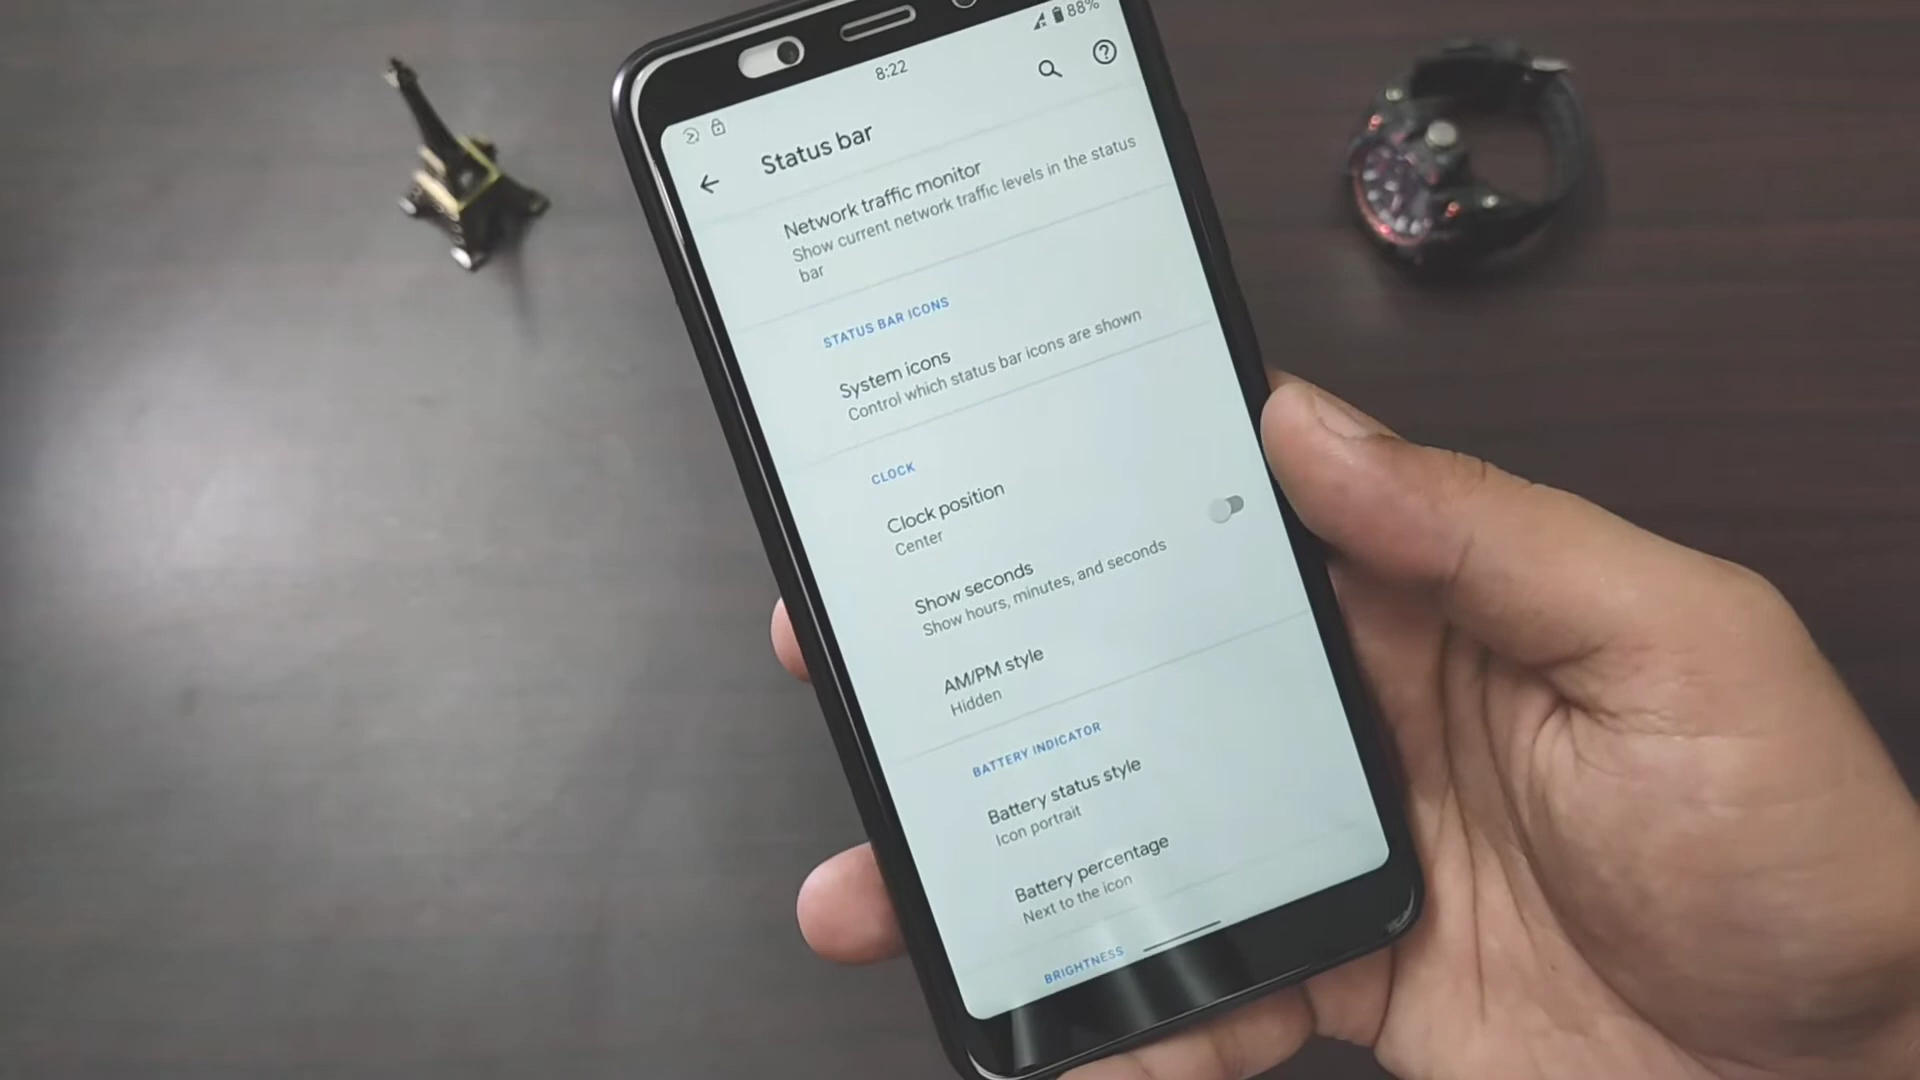 88%
8:22
Status bar
Network traffic monitor
Show current network traffic levels in the status
bar
STATUS BAR ICONS
System icons
Control which status bar icons are shown
CLOCK
Clock position
Center
Show seconds
Show hours, minutes, and seconds
AM/PM style
Hidden
BATTERY INDICATOR
Battery status style
Icon portrait
Battery percentage
Next to the icon
BRIGHTNESS